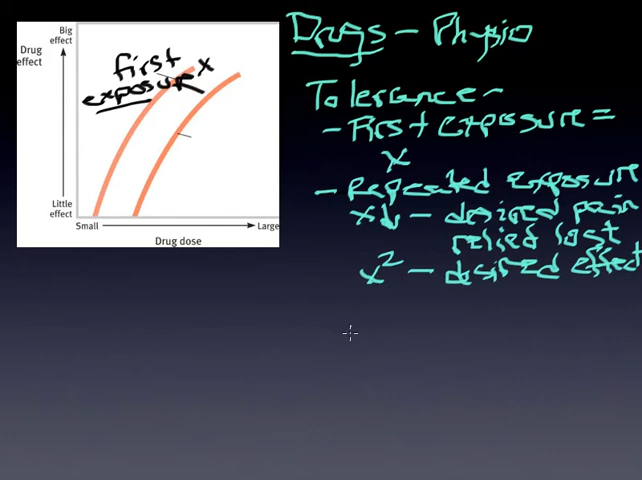 Big
effect
Drug
effect
first
exposure x
Little
effect
Small
Large
Drug dose
Drugs - Physio
Tolerance -
- First exposure =
x
- Repeated exposure
x↓ - desired pain
relied lost
x² - desired effect